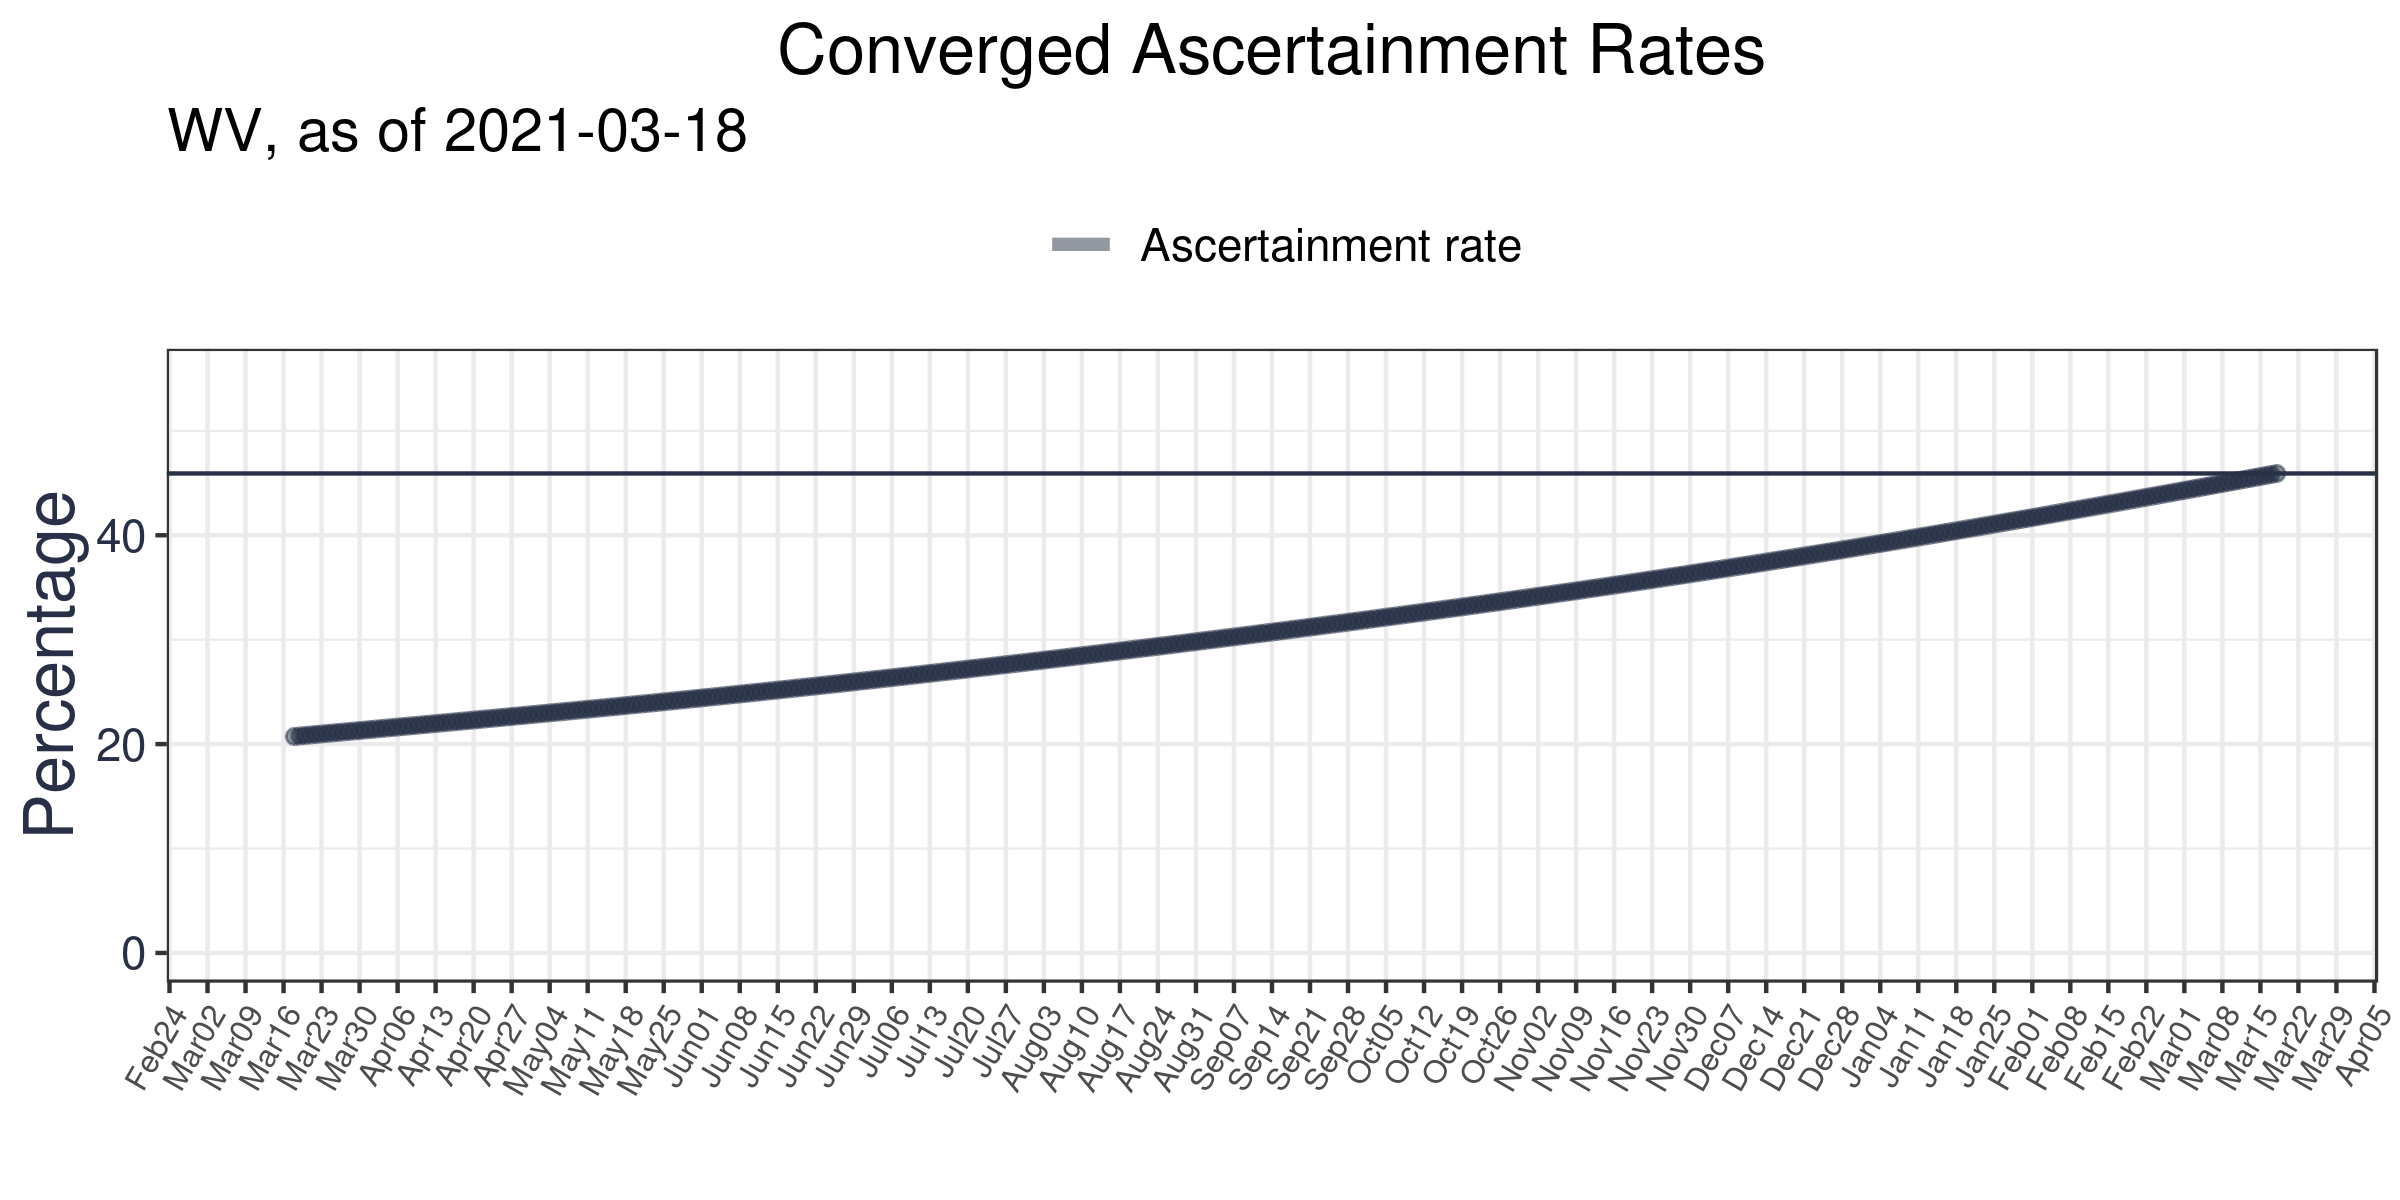 Converged Ascertainment Rates
WV, as of 2021-03-18
Ascertainment rate
Percentage
40
20
0
Feb24 Mar02 Mar09 Mar16 Mar23 Mar30 Apr06 Apr13 Apr20 Apr27 May04 May11 May18 May25 Jun01 Jun08 Jun15 Jun22 Jun29 Jul06 Jul13 Jul20 Jul27 Aug03 Aug10 Aug17 Aug24 Aug31 Sep07 Sep14 Sep21 Sep28 Oct05 Oct12 Oct19 Oct26 Nov02 Nov09 Nov16 Nov23 Nov30 Dec07 Dec14 Dec21 Dec28 Jan04 Jan11 Jan18 Jan25 Feb01 Feb08 Feb15 Feb22 Mar01 Mar08 Mar15 Mar22 Mar29 Apr05